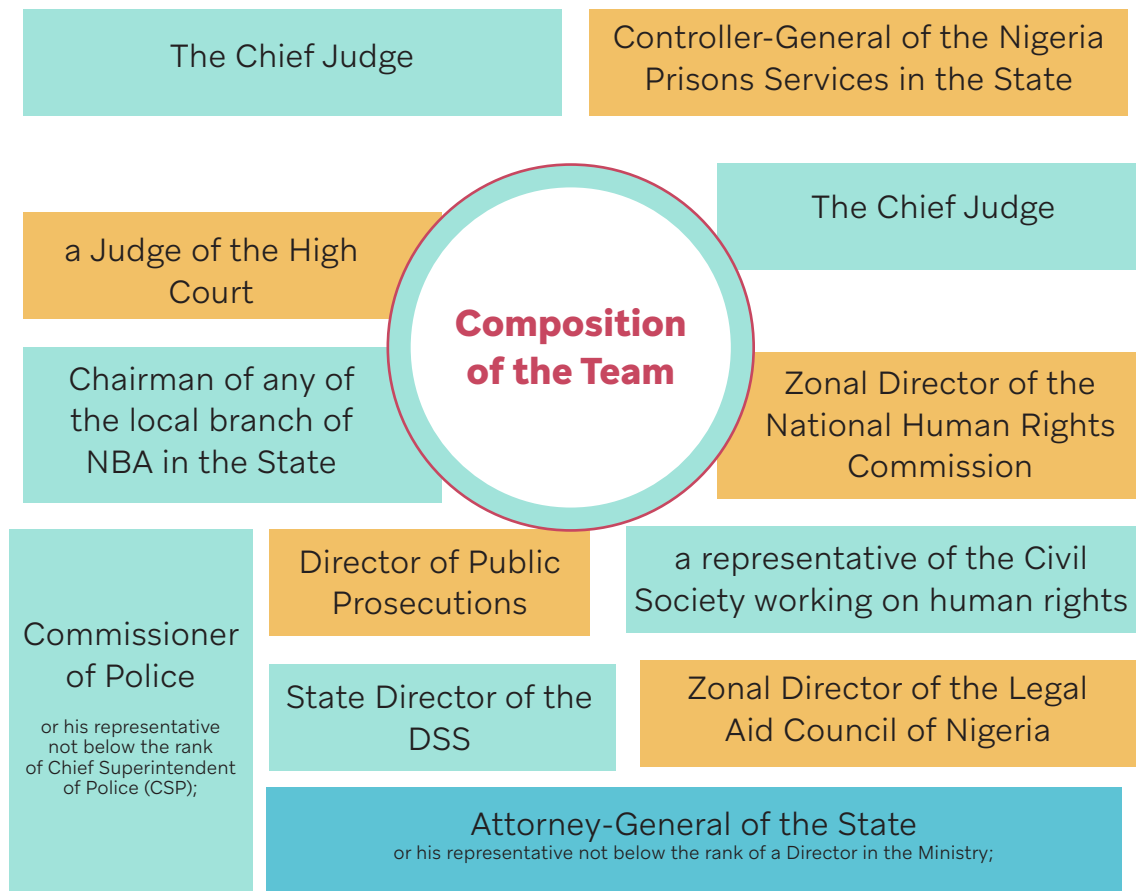 The Chief Judge
Controller-General of the Nigeria
Prisons Services in the State
The Chief Judge
a Judge of the High
Court
Composition
of the Team
Chairman of any of
the local branch of
NBA in the State
Zonal Director of the
National Human Rights
Commission
Director of Public
Prosecutions
a representative of the Civil
Society working on human rights
Commissioner
of Police
or his representative
not below the rank
of Chief Superintendent
of Police (CSP);
State Director of the
DSS
Zonal Director of the Legal
Aid Council of Nigeria
Attorney-General of the State
or his representative not below the rank of a Director in the Ministry;